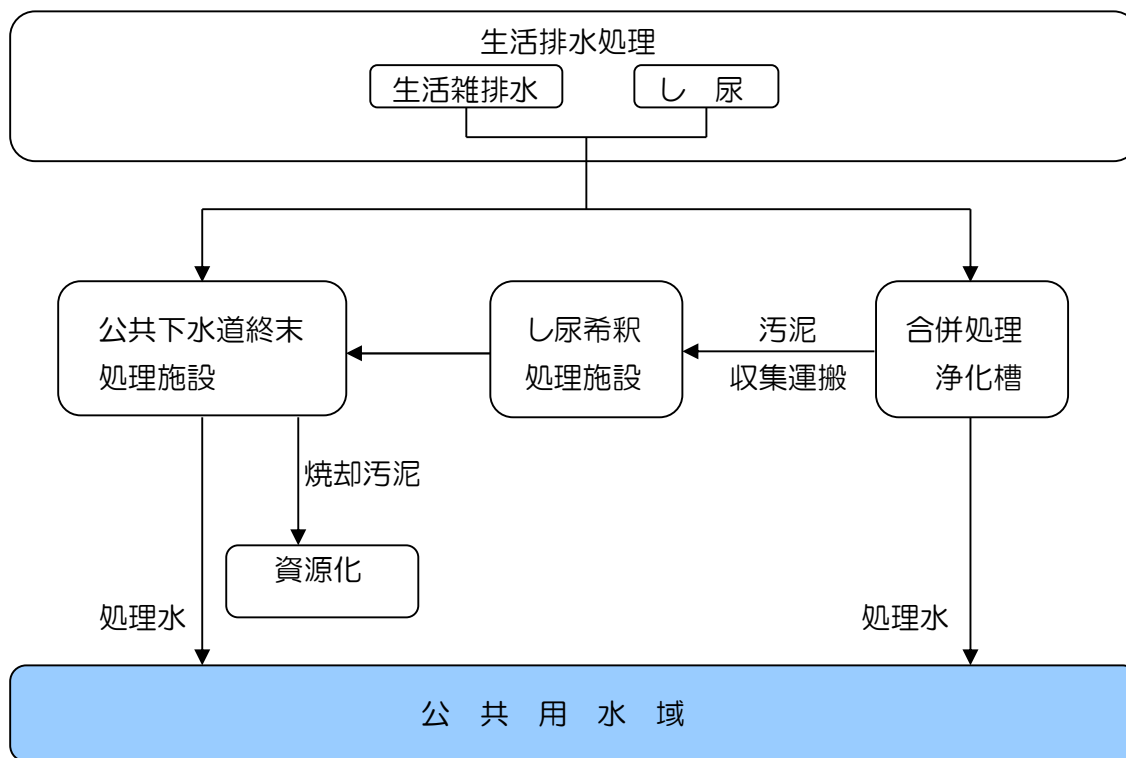 生活排水処理
生活雑排水
し　尿
公共下水道終末
処理施設
し尿希釈
処理施設
汚泥
収集運搬
合併処理
浄化槽
焼却汚泥
資源化
処理水
処理水
公　共　用　水　域